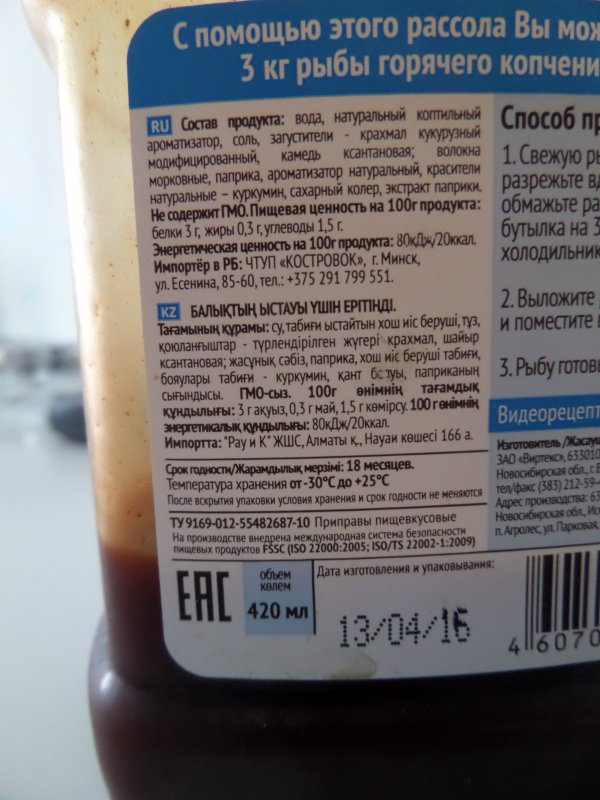 С помощью этого рассола Вы мож
3 кг рыбы горячего копчени
RU Состав продукта: вода, натуральный коптильный
ароматизатор, соль, загустители - крахмал кукурузный
модифицированный, камедь ксантановая; волокна
морковные, паприка, ароматизатор натуральный, красители
натуральные – куркумин, сахарный колер, экстракт паприки.
Не содержит ГМО. Пищевая ценность на 100г продукта:
белки 3 г, жиры 0,3 г, углеводы 1,5 г.
Энергетическая ценность на 100г продукта: 80кДж/20ккал.
Импортёр в РБ: ЧТУП «КОСТРОВОК», г. Минск,
ул. Есенина, 85-60, тел.: +375 291 799 551.
KZ БАЛЫҚТЫҢ ЫСТАУЫ ҮШІН ЕРІТІНДІ.
Тағамының құрамы: су, табиғи ыстайтын хош иіс беруші, тұз,
қоюланғыштар - түрлендірілген жүгері крахмал, шайыр
ксантановая; жасұнық сәбіз, паприка, хош иіс беруші табиғи,
бояулары табиғи - куркумин, қант паприканың
сығындысы. ГМО-сыз. 100г өнімнің тағамдық
құндылығы: 3 г ақуыз, 0,3 г май, 1,5 г көмірсу. 100 г өнімнің
энергетикалық құндылығы: 80кДж/20ккал.
Импортта: "Рау и К" ЖШС, Алматы қ., Науаи көшесі 166 а.
Срок годности/Жарамдылық мерзімі: 18 месяцев.
Температура хранения от -30°C до +25°C
После вскрытия упаковки условия хранения и срок годности не меняются
ТУ 9169-012-55482687-10 Приправы пищевкусовые
На производстве внедрена международная система безопасности
пищевых продуктов FSSC (ISO 22000:2005; ISO/TS 22002-1:2009)
EAC
объем
көлем
420 мл
Дата изготовления и упаковывания:
13/04/16
Способ пр
1. Свежую ры
разрежьте вд
обмажьте ра
бутылка на 3
холодильник
2. Выложите
и поместите
3. Рыбу готовы
Видеорецепт
Изготовитель /Жасауш
ЗАО «Виртекс», 633010
Новосибирская обл., г. Б
тел/факс (383) 212-59-4
Адрес производства: 63
Новосибирская обл., Ис
п. Агролес, ул. Парковая,
4 6070